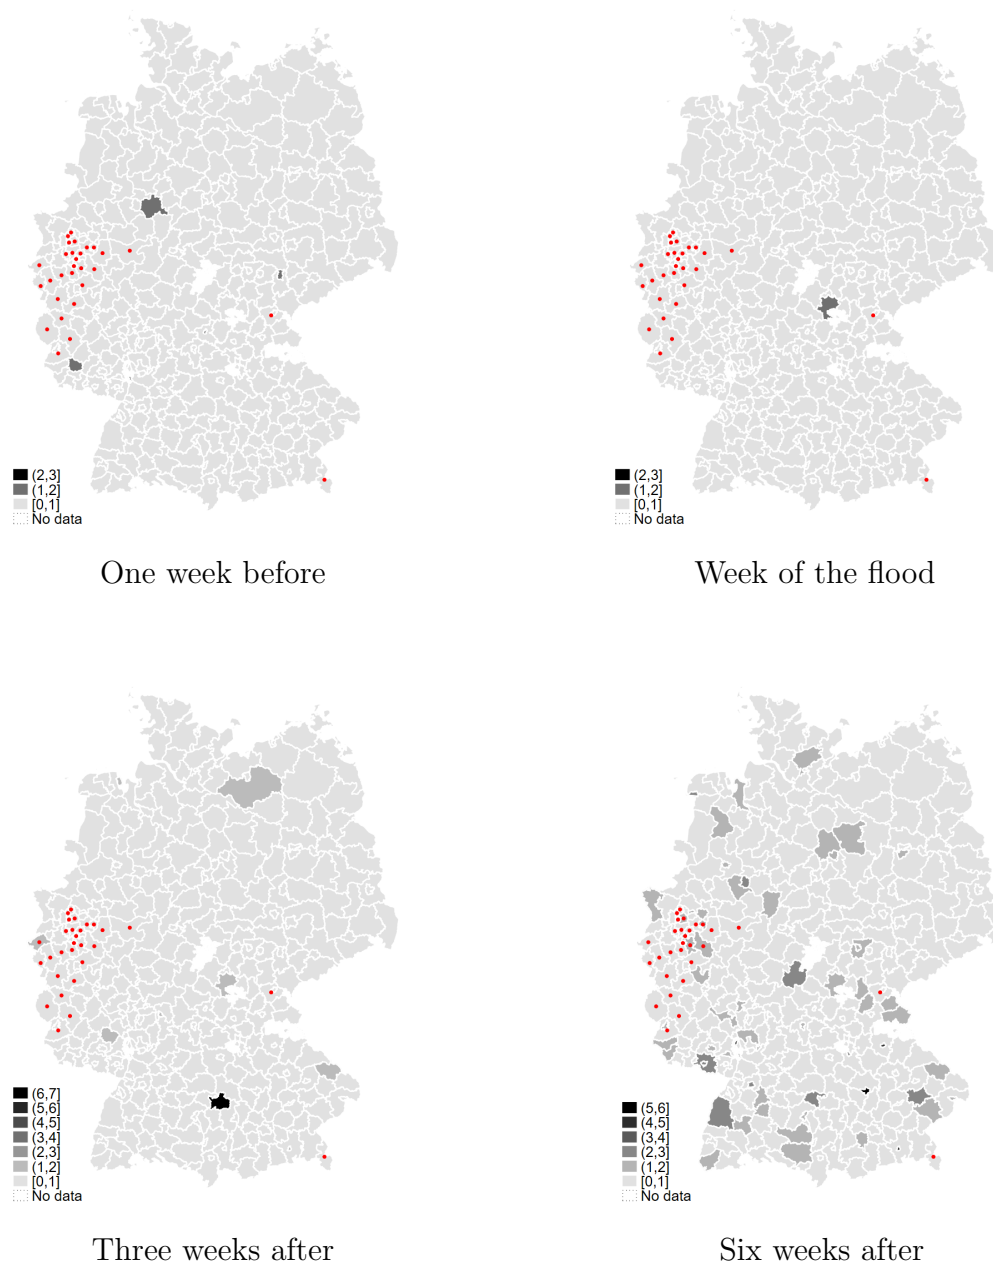 (2,3]
(1,2]
[0,1]
No data
One week before
(2,3]
(1,2]
[0,1]
No data
Week of the flood
(6,7]
(5,6]
(4,5]
(3,4]
(2,3]
(1,2]
[0,1]
No data
Three weeks after
(5,6]
(4,5]
(3,4]
(2,3]
(1,2]
[0,1]
No data
Six weeks after